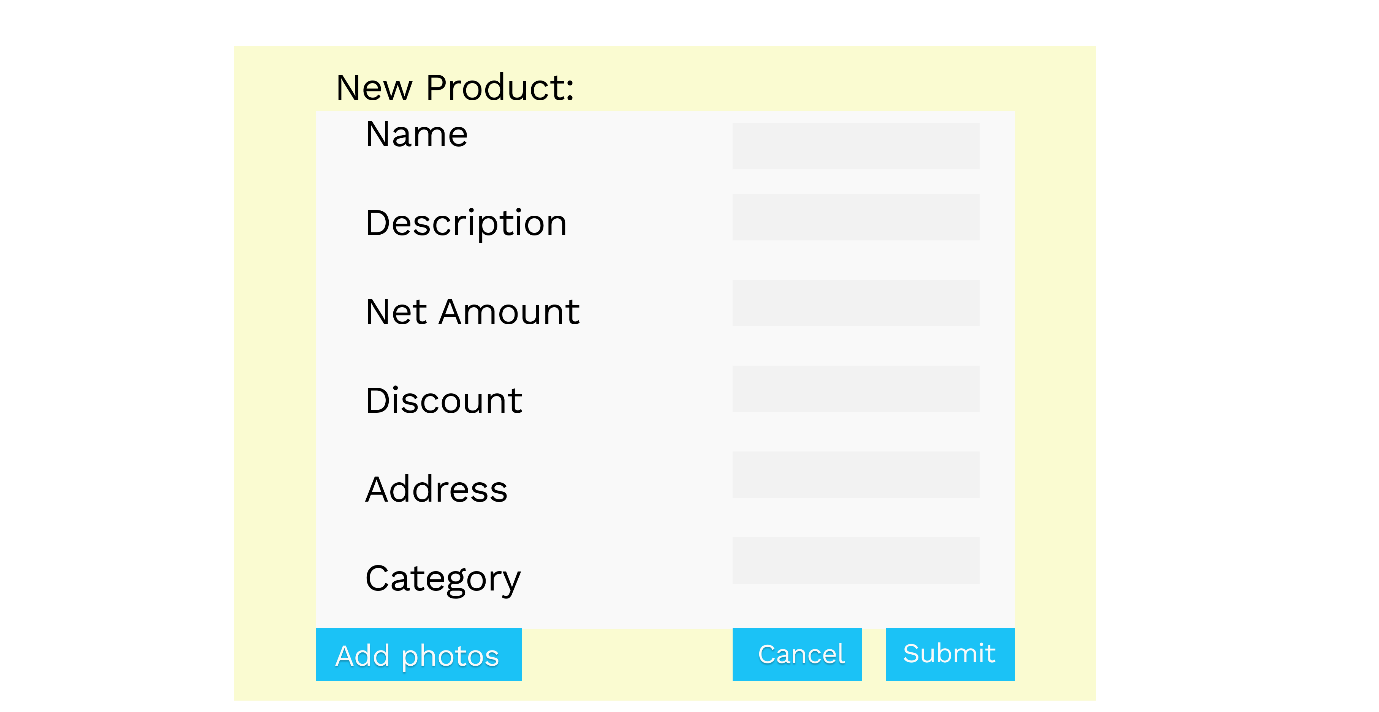 New Product:
Name
Description
Net Amount
Discount
Address
Category
Add photos
Cancel
Submit